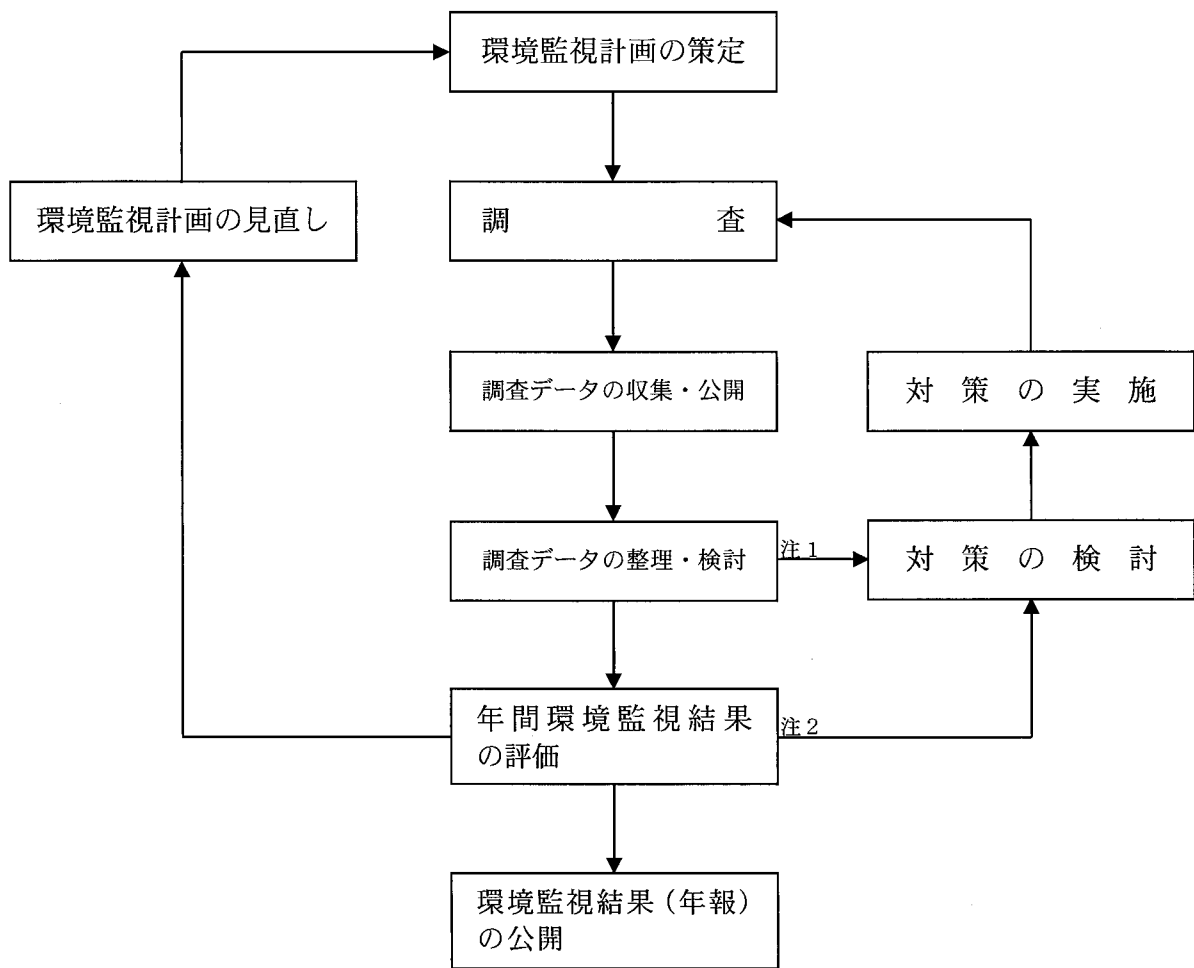 環境監視計画の策定
環境監視計画の見直し
調査
調査データの収集・公開
対策の実施
調査データの整理・検討
注1
対策の検討
年間環境監視結果
の評価
注2
環境監視結果(年報)
の公開